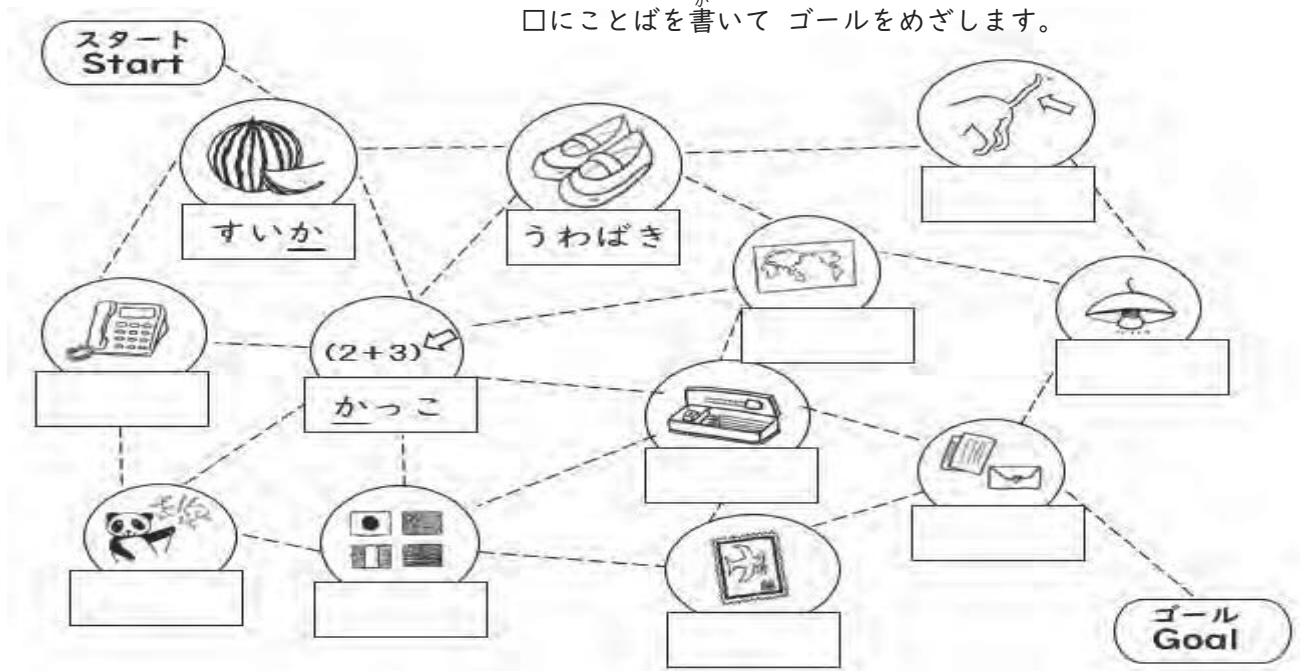 □にことばを書いて ゴールをめざします。
か
スタート
Start
すいか
うわばき
(2+3)
かっこ
ゴール
Goal